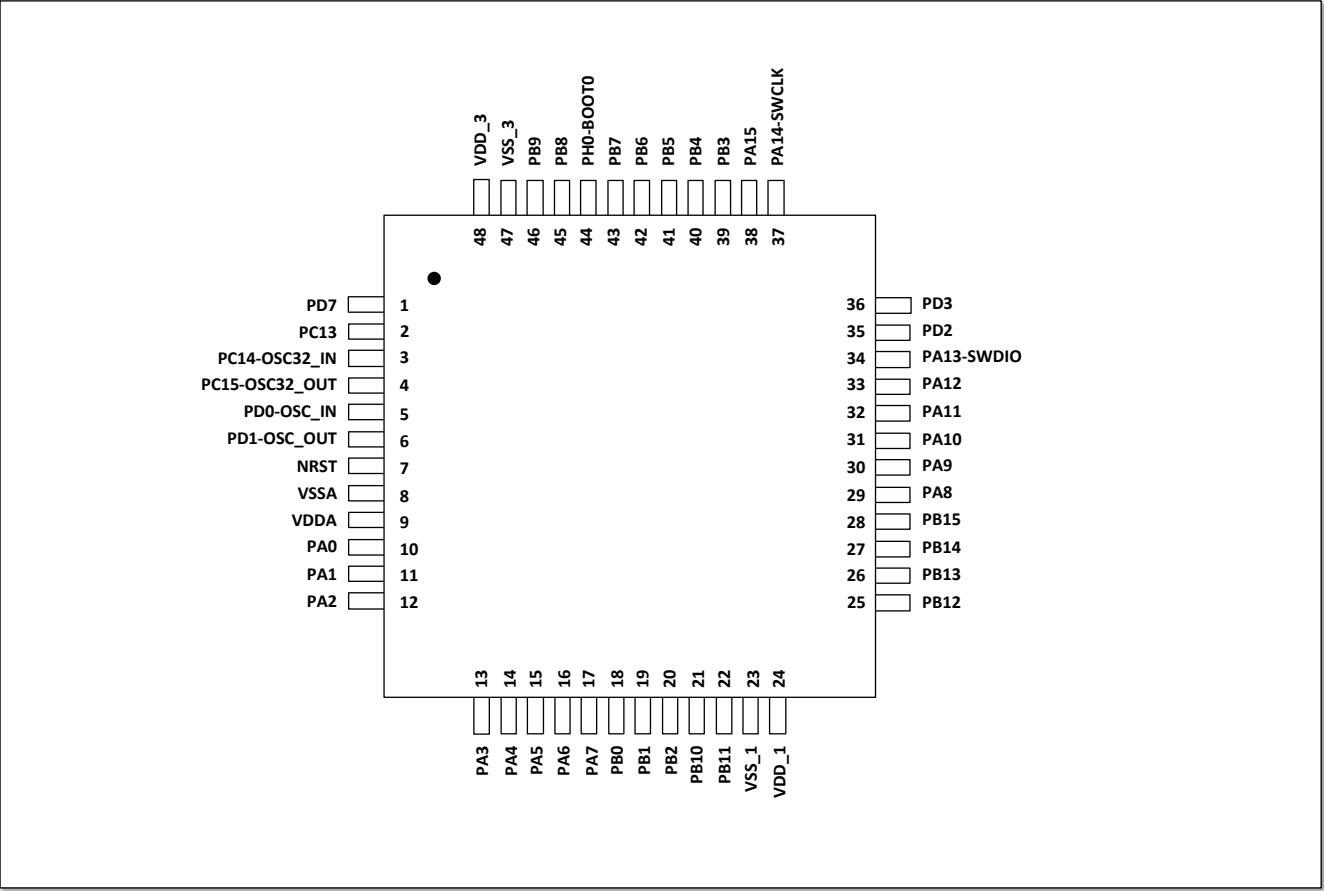 VDD_3
VSS_3
PB9
PB8
PH0-BOOT0
PB7
PB6
PB5
PB4
PB3
PA15
PA14-SWCLK
48
47
46
45
44
43
42
41
40
39
38
37
PD7 1
PC13 2
PC14-OSC32_IN 3
PC15-OSC32_OUT 4
PD0-OSC_IN 5
PD1-OSC_OUT 6
NRST 7
VSSA 8
VDDA 9
PA0 10
PA1 11
PA2 12
36 PD3
35 PD2
34 PA13-SWDIO
33 PA12
32 PA11
31 PA10
30 PA9
29 PA8
28 PB15
27 PB14
26 PB13
25 PB12
13
14
15
16
17
18
19
20
21
22
23
24
PA3
PA4
PA5
PA6
PA7
PB0
PB1
PB2
PB10
PB11
VSS_1
VDD_1